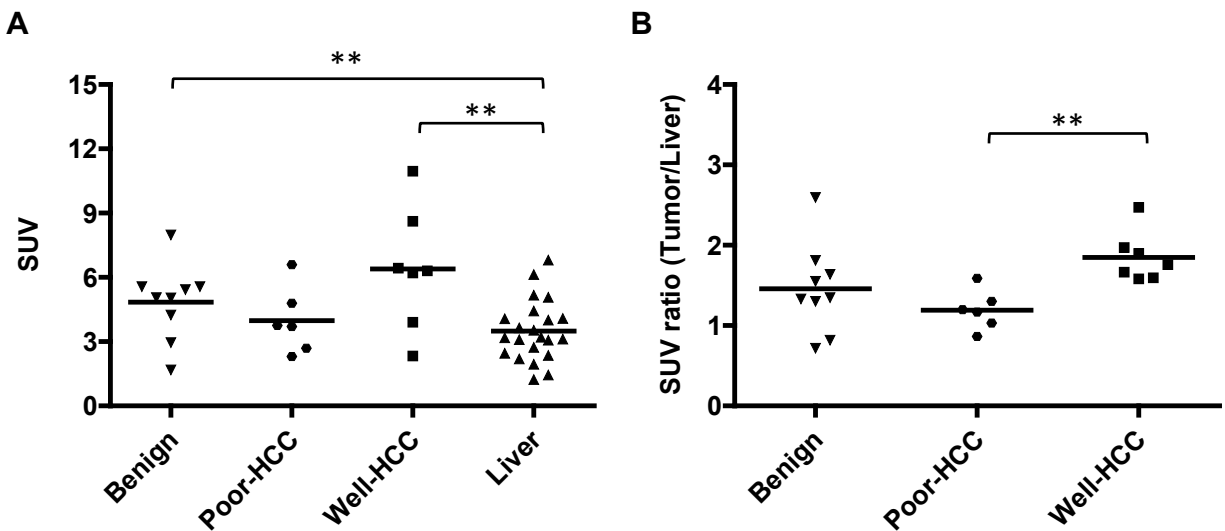 A
**
**
15
12
9
6
3
0
SUV
Benign
Poor-HCC
Well-HCC
Liver
B
**
4
3
2
1
0
SUV ratio (Tumor/Liver)
Benign
Poor-HCC
Well-HCC